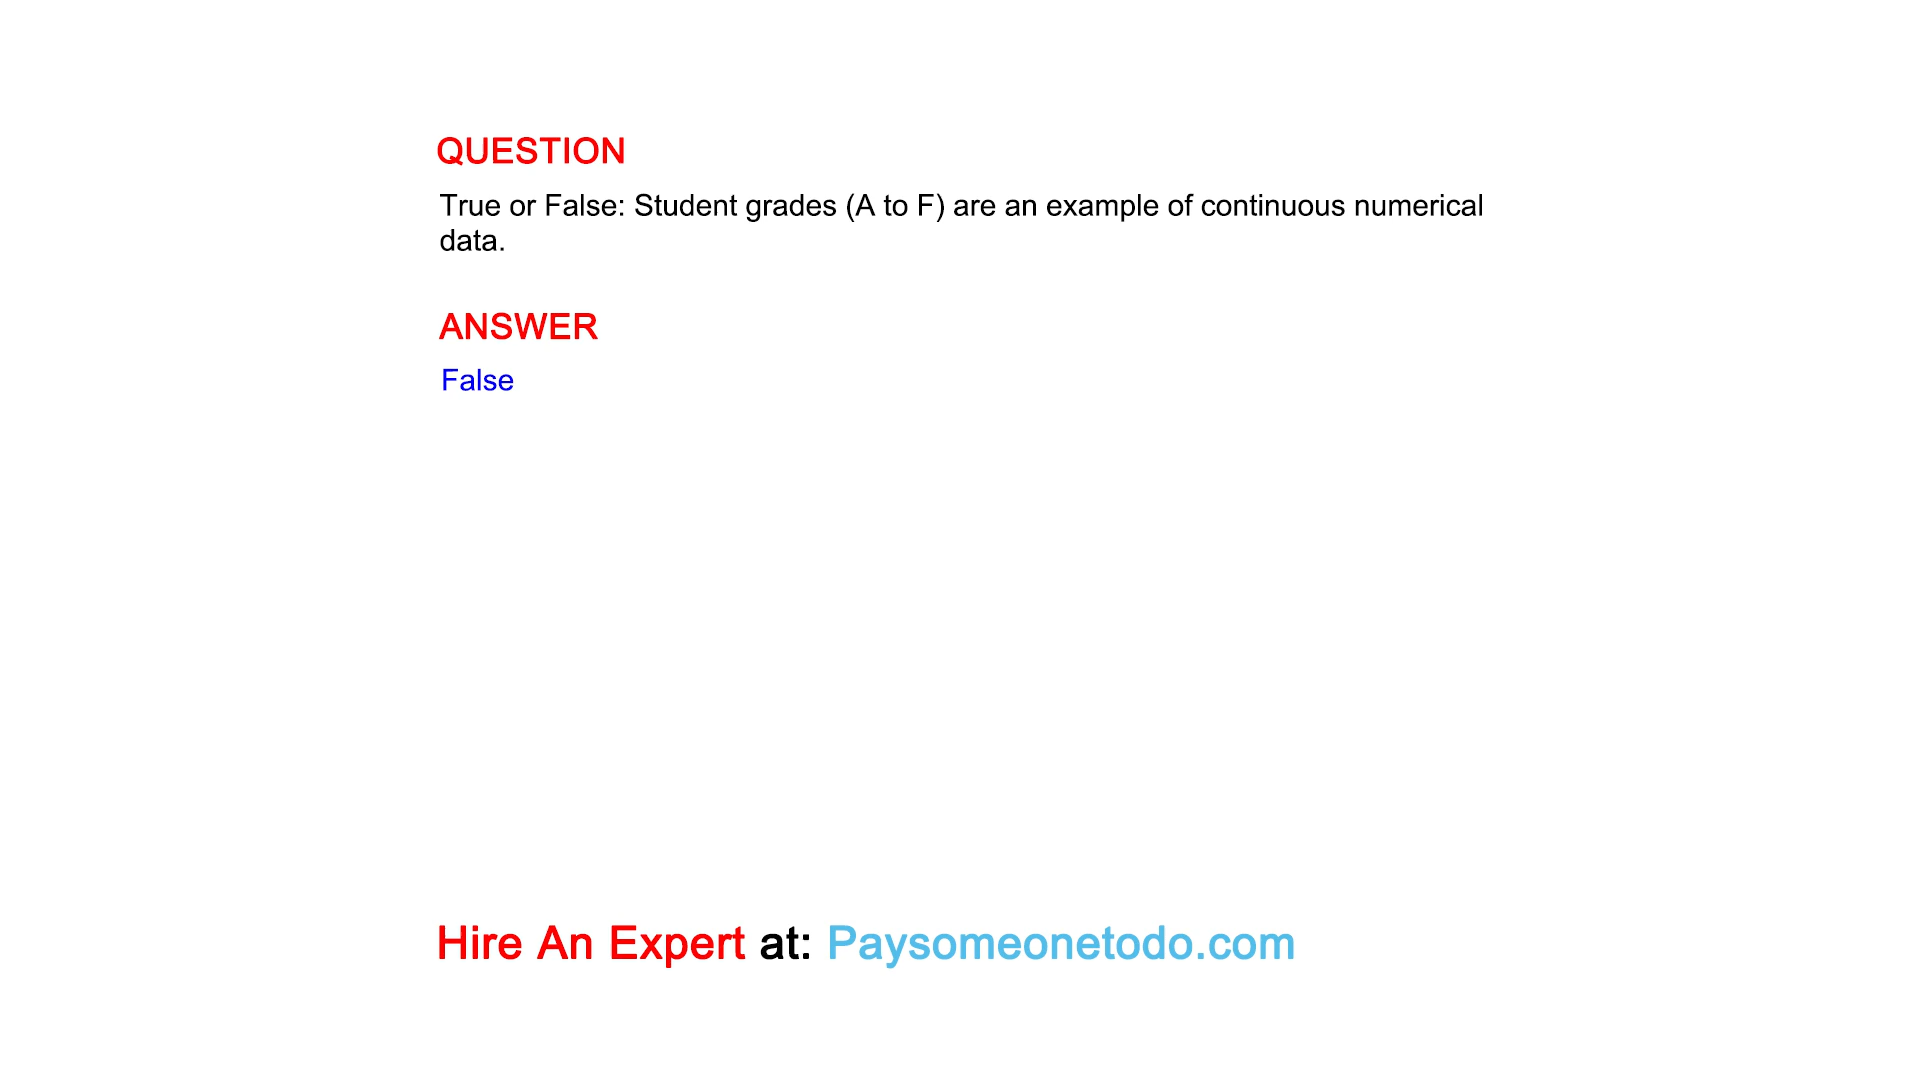 QUESTION
True or False: Student grades (A to F) are an example of continuous numerical
data.
ANSWER
False
Hire An Expert at: Paysomeonetodo.com